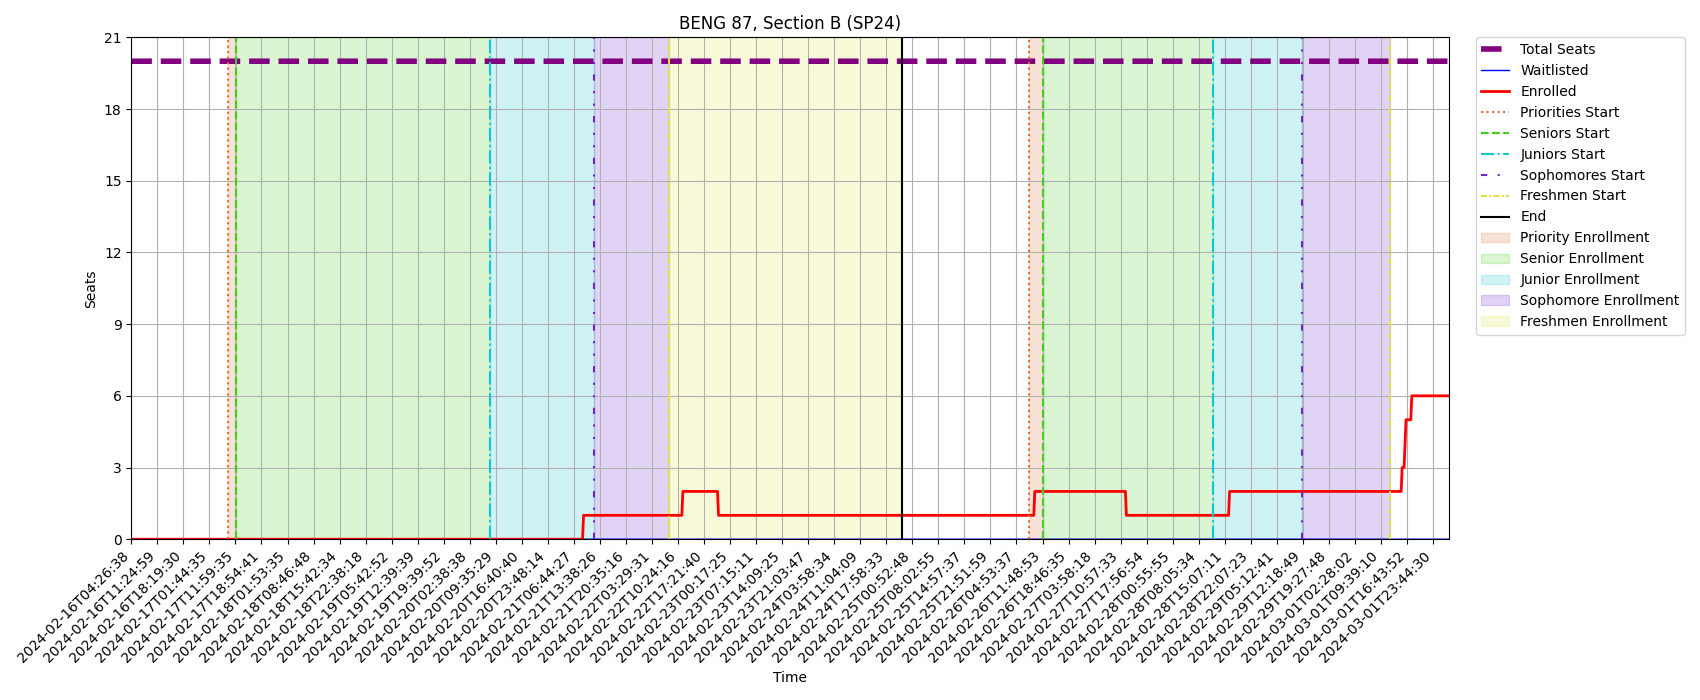 BENG 87, Section B (SP24)
21
18
15
12
9
6
3
0
Seats
2024-02-16T04:26:38
2024-02-16T11:24:59
2024-02-16T18:19:30
2024-02-17T01:44:35
2024-02-17T11:59:35
2024-02-17T18:54:41
2024-02-18T01:53:35
2024-02-18T08:46:48
2024-02-18T15:42:34
2024-02-18T22:38:18
2024-02-19T05:42:52
2024-02-19T12:39:39
2024-02-19T19:39:52
2024-02-20T02:38:38
2024-02-20T09:35:29
2024-02-20T16:40:40
2024-02-20T23:48:14
2024-02-21T06:44:27
2024-02-21T13:38:26
2024-02-21T20:35:16
2024-02-22T03:29:31
2024-02-22T10:24:16
2024-02-22T17:21:40
2024-02-23T00:17:25
2024-02-23T07:15:11
2024-02-23T14:09:25
2024-02-23T21:03:47
2024-02-24T03:58:34
2024-02-24T11:04:09
2024-02-24T17:58:33
2024-02-25T00:52:48
2024-02-25T08:02:55
2024-02-25T14:57:37
2024-02-25T21:51:59
2024-02-26T04:53:37
2024-02-26T11:48:53
2024-02-26T18:46:35
2024-02-27T03:58:18
2024-02-27T10:57:33
2024-02-27T17:56:54
2024-02-28T00:55:55
2024-02-28T08:05:34
2024-02-28T15:07:11
2024-02-28T22:07:23
2024-02-29T05:12:41
2024-02-29T12:18:49
2024-02-29T19:27:48
2024-03-01T02:28:02
2024-03-01T09:39:10
2024-03-01T16:43:52
2024-03-01T23:44:30
Time
Total Seats
Waitlisted
Enrolled
Priorities Start
Seniors Start
Juniors Start
Sophomores Start
Freshmen Start
End
Priority Enrollment
Senior Enrollment
Junior Enrollment
Sophomore Enrollment
Freshmen Enrollment